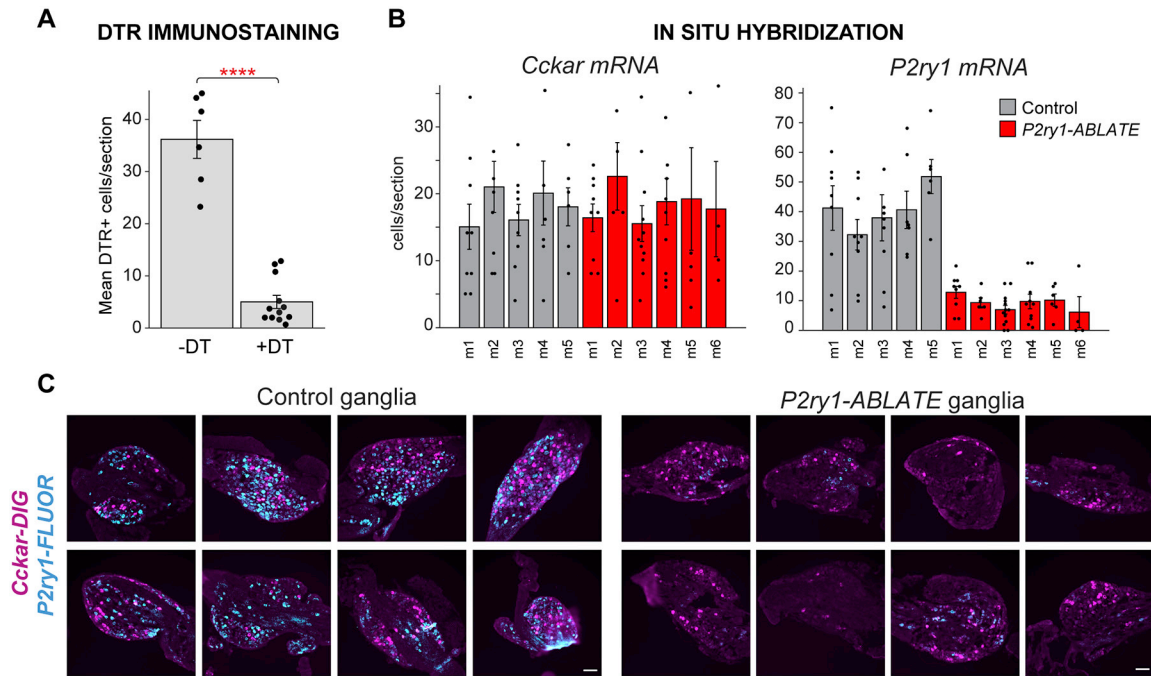 A
DTR IMMUNOSTAINING
****
Mean DTR+ cells/section
40
30
20
10
0
-DT
+DT
B
IN SITU HYBRIDIZATION
Cckar mRNA
cells/section
30
20
10
0
m1 m2 m3 m4 m5 m1 m2 m3 m4 m5 m6
P2ry1 mRNA
80
70
60
50
40
30
20
10
0
m1 m2 m3 m4 m5 m1 m2 m3 m4 m5 m6
Control
P2ry1-ABLATE
C
Control ganglia
P2ry1-ABLATE ganglia
Cckar-DIG
P2ry1-FLUOR